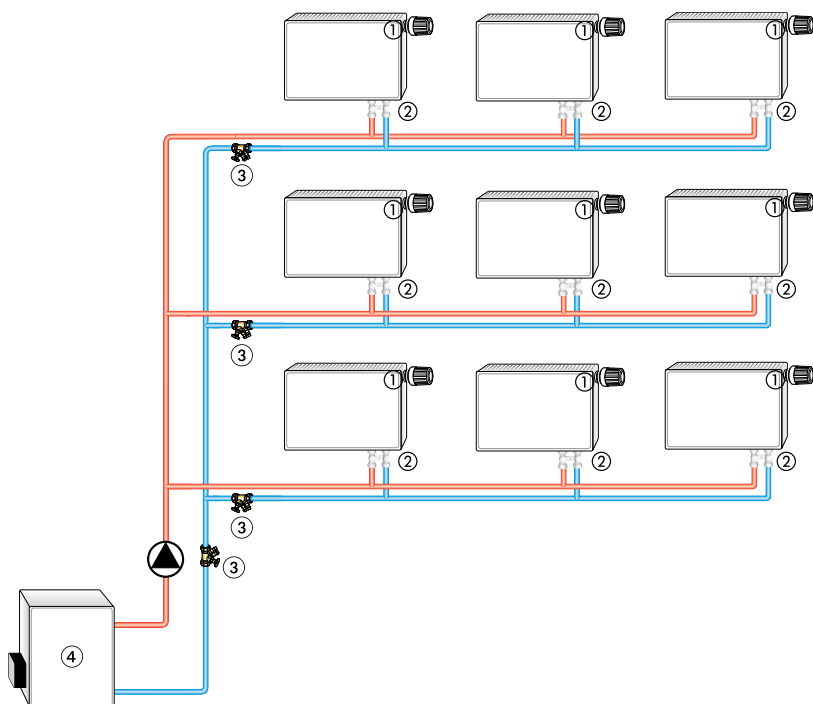 ① ① ①
② ② ②
③
① ① ①
② ② ②
③
① ① ①
② ② ②
③
③
④